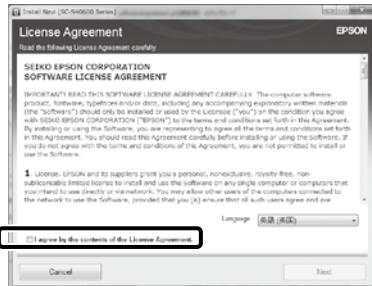 Install Navi [SC-S40600 Series]
License Agreement
EPSON
Read the following License Agreement carefully
SEIKO EPSON CORPORATION
SOFTWARE LICENSE AGREEMENT
IMPORTANT! READ THIS SOFTWARE LICENSE AGREEMENT CAREFULLY. The computer software
product, fontware, typefaces and/or data, including any accompanying explanatory written materials
(the "Software") should only be installed or used by the Licensee ("you") on the condition you agree
with SEIKO EPSON CORPORATION ("EPSON") to the terms and conditions set forth in this Agreement.
By installing or using the Software, you are representing to agree all the terms and conditions set forth
in this Agreement. You should read this Agreement carefully before installing or using the Software. If
you do not agree with the terms and conditions of this Agreement, you are not permitted to install or
use the Software.
1. License. EPSON and its suppliers grant you a personal, nonexclusive, royalty-free, non-
sublicensable limited license to install and use the software on any single computer or computers that
you intend to use directly or via network. You may allow other users of the computers connected to
the network to use the Software, provided that you (a) ensure that all such users agree and are
Language
英語 (英国)
I agree by the contents of the License Agreement.
Cancel
Next